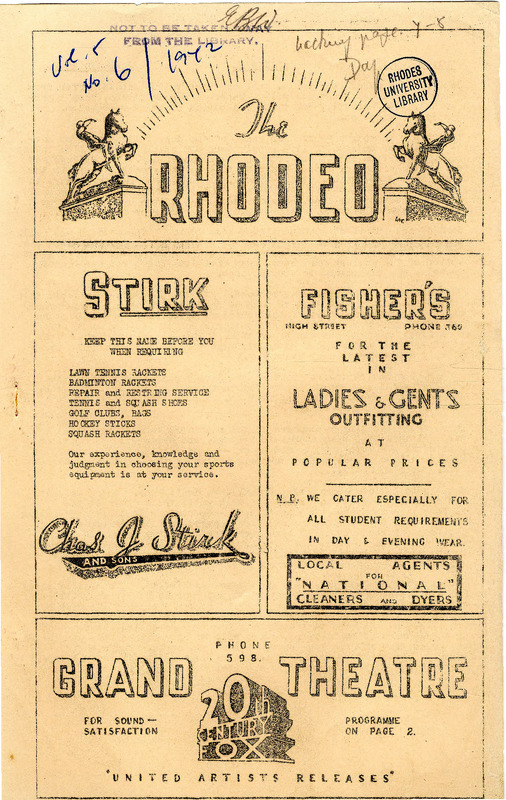 NOT TO BE TAKEN AWAY
FROM THE LIBRARY.
Vol. 5
No. 6 / 1942
RHODES
UNIVERSITY
LIBRARY
The
RHODEO
STIRK
KEEP THIS NAME BEFORE YOU
WHEN REQUIRING
LAWN TENNIS RACKETS
BADMINTON RACKETS
REPAIR and RESTRING SERVICE
TENNIS and SQUASH SHOES
GOLF CLUBS, BAGS
HOCKEY STICKS
SQUASH RACKETS
Our experience, knowledge and
judgment in choosing your sports
equipment is at your service.
Chas J Stirk
AND SONS
FISHER'S
HIGH STREET PHONE 360
FOR THE
LATEST
IN
LADIES & GENTS
OUTFITTING
AT
POPULAR PRICES
N.B. WE CATER ESPECIALLY FOR
ALL STUDENT REQUIREMENTS
IN DAY & EVENING WEAR.
LOCAL AGENTS
FOR
"NATIONAL"
CLEANERS AND DYERS
PHONE
598.
GRAND THEATRE
20th
CENTURY
FOX
FOR SOUND—
SATISFACTION
PROGRAMME
ON PAGE 2.
"UNITED ARTISTS RELEASES"